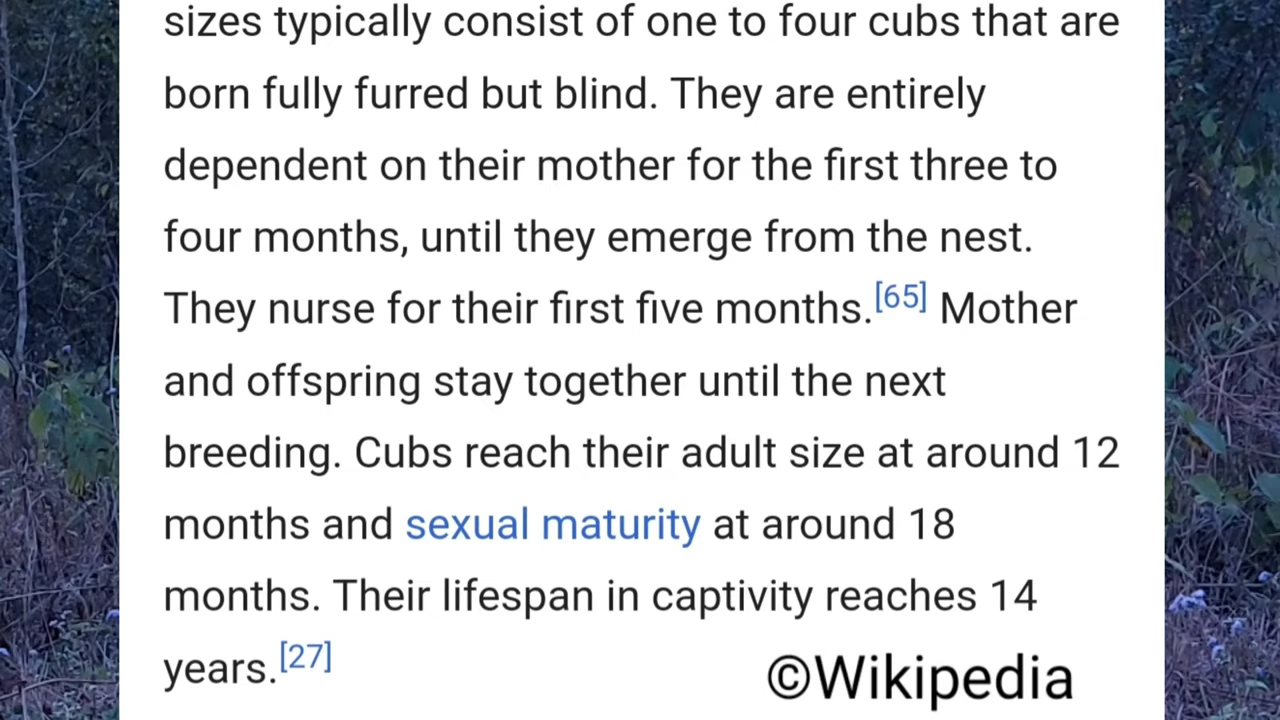 sizes typically consist of one to four cubs that are
born fully furred but blind. They are entirely
dependent on their mother for the first three to
four months, until they emerge from the nest.
They nurse for their first five months.[65] Mother
and offspring stay together until the next
breeding. Cubs reach their adult size at around 12
months and sexual maturity at around 18
months. Their lifespan in captivity reaches 14
years.[27]
©Wikipedia